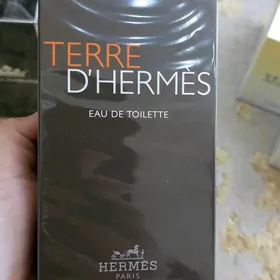 TERRE
D'HERMÈS
EAU DE TOILETTE
HERMÈS
PARIS